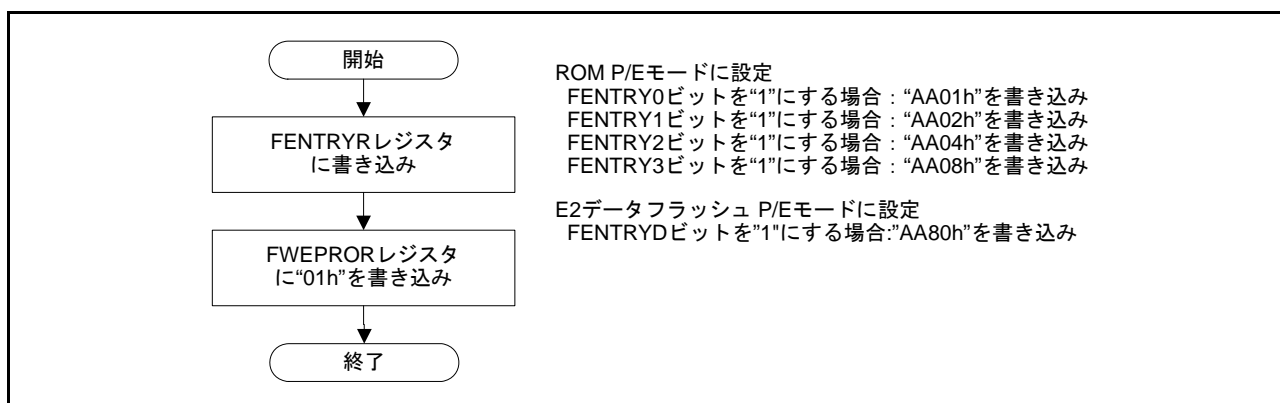 開始
FENTRYRレジスタ
に書き込み
FWEPRORレジスタ
に“01h”を書き込み
終了
ROM P/Eモードに設定
FENTRY0ビットを“1”にする場合：“AA01h”を書き込み
FENTRY1ビットを“1”にする場合：“AA02h”を書き込み
FENTRY2ビットを“1”にする場合：“AA04h”を書き込み
FENTRY3ビットを“1”にする場合：“AA08h”を書き込み
E2データフラッシュ P/Eモードに設定
FENTRYDビットを”1"にする場合:”AA80h”を書き込み